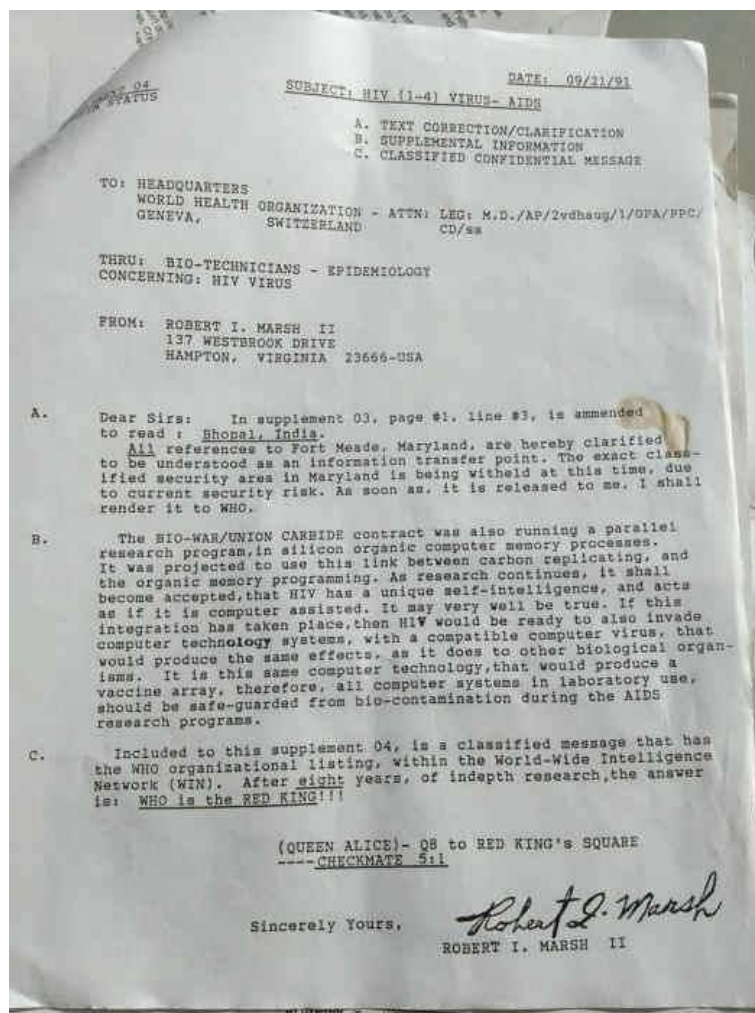 DATE: 09/21/91
04
STATUS
SUBJECT: HIV (1-4) VIRUS- AIDS
A. TEXT CORRECTION/CLARIFICATION
B. SUPPLEMENTAL INFORMATION
C. CLASSIFIED CONFIDENTIAL MESSAGE
TO: HEADQUARTERS
WORLD HEALTH ORGANIZATION - ATTN: LEG: M.D./AP/2vdhaug/1/GPA/PPC/
GENEVA, SWITZERLAND CD/sa
THRU: BIO-TECHNICIANS - EPIDEMIOLOGY
CONCERNING: HIV VIRUS
FROM: ROBERT I. MARSH II
137 WESTBROOK DRIVE
HAMPTON, VIRGINIA 23666-USA
A. Dear Sirs: In supplement 03, page #1, line #3, is ammended
to read : Bhopal, India.
All references to Fort Meade, Maryland, are hereby clarified
to be understood as an information transfer point. The exact class-
ified security area in Maryland is being witheld at this time, due
to current security risk. As soon as, it is released to me, I shall
render it to WHO.
B. The BIO-WAR/UNION CARBIDE contract was also running a parallel
research program,in silicon organic computer memory processes.
It was projected to use this link between carbon replicating, and
the organic memory programming. As research continues, it shall
become accepted,that HIV has a unique self-intelligence, and acts
as if it is computer assisted. It may very well be true. If this
integration has taken place,then HIV would be ready to also invade
computer technology systems, with a compatible computer virus, that
would produce the same effects, as it does to other biological organ-
isms. It is this same computer technology,that would produce a
vaccine array, therefore, all computer systems in laboratory use,
should be safe-guarded from bio-contamination during the AIDS
research programs.
C. Included to this supplement 04, is a classified message that has
the WHO organizational listing, within the World-Wide Intelligence
Network (WIN). After eight years, of indepth research,the answer
is: WHO is the RED KING!!!
(QUEEN ALICE)- Q8 to RED KING's SQUARE
----CHECKMATE 5:1
Sincerely Yours,
Robert I. Marsh
ROBERT I. MARSH II